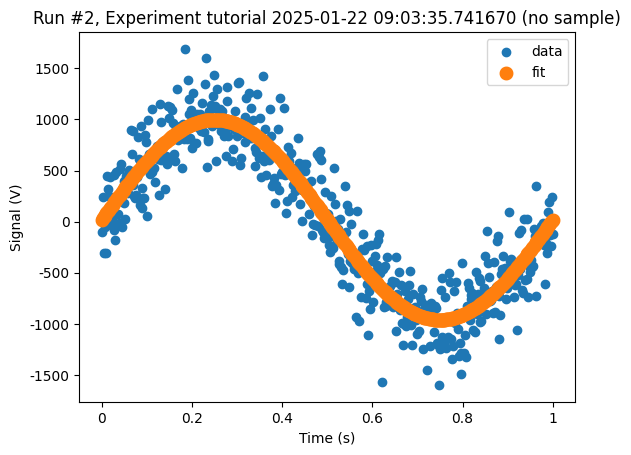 Run #2, Experiment tutorial 2025-01-22 09:03:35.741670 (no sample)
data
fit
Signal (V)
1500
1000
500
0
-500
-1000
-1500
0
0.2
0.4
0.6
0.8
1
Time (s)